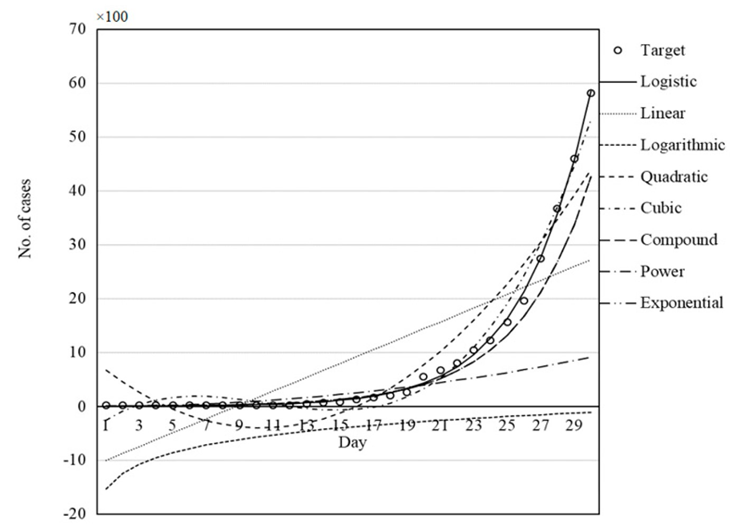 ×100
70
60
50
40
30
20
10
0
-10
-20
No. of cases
1 3 5 7 9 11 13 15 17 19 21 23 25 27 29
Day
Target
Logistic
Linear
Logarithmic
Quadratic
Cubic
Compound
Power
Exponential